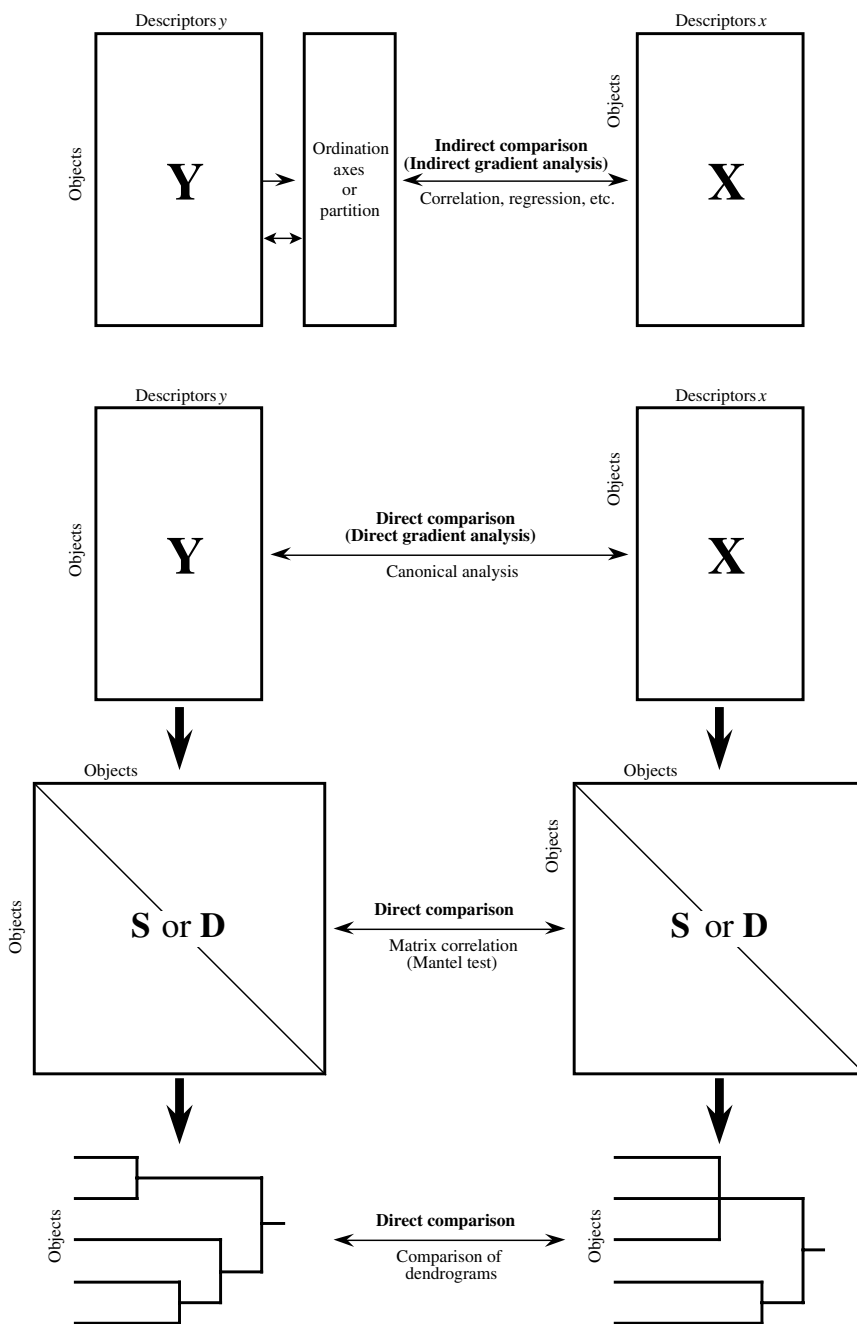 Descriptors y
Descriptors x
Objects
Y
Ordination
axes
or
partition
Indirect comparison
(Indirect gradient analysis)
Correlation, regression, etc.
Objects
X
Descriptors y
Descriptors x
Objects
Y
Direct comparison
(Direct gradient analysis)
Canonical analysis
Objects
X
Objects
Objects
Objects
S or D
Direct comparison
Matrix correlation
(Mantel test)
Objects
S or D
Objects
Direct comparison
Comparison of
dendrograms
Objects